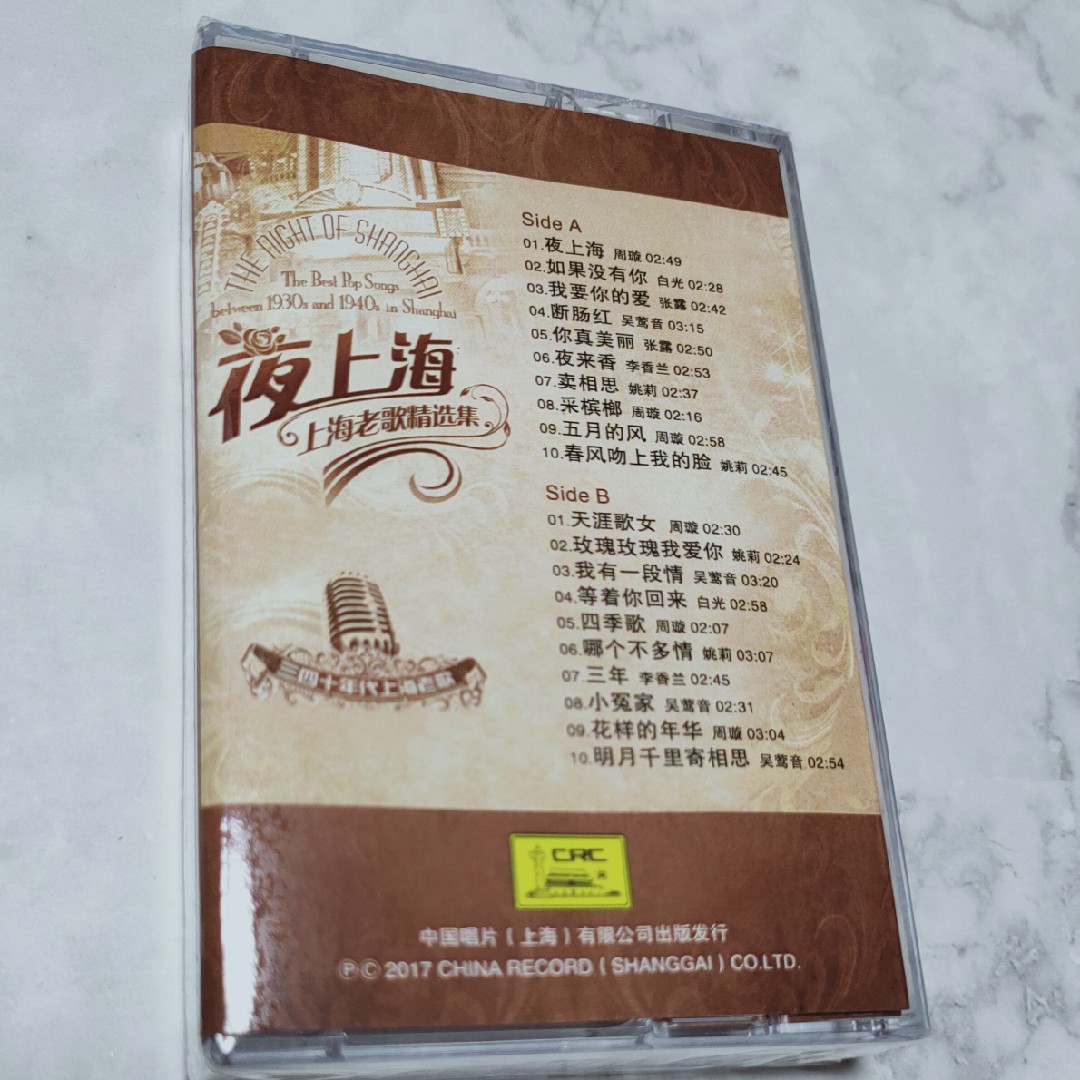 THE NIGHT OF SHANGHAI
The Best Pop Songs
between 1930s and 1940s in Shanghai
夜上海
上海老歌精选集
三四十年代上海老歌
Side A
01.夜上海 周璇 02:49
02.如果没有你 白光 02:28
03.我要你的爱 张露 02:42
04.断肠红 吴莺音 03:15
05.你真美丽 张露 02:50
06.夜来香 李香兰 02:53
07.卖相思 姚莉 02:37
08.采槟榔 周璇 02:16
09.五月的风 周璇 02:58
10.春风吻上我的脸 姚莉 02:45
Side B
01.天涯歌女 周璇 02:30
02.玫瑰玫瑰我爱你 姚莉 02:24
03.我有一段情 吴莺音 03:20
04.等着你回来 白光 02:58
05.四季歌 周璇 02:07
06.哪个不多情 姚莉 03:07
07.三年 李香兰 02:45
08.小冤家 吴莺音 02:31
09.花样的年华 周璇 03:04
10.明月千里寄相思 吴莺音 02:54
CRC
中国唱片（上海）有限公司出版发行
℗© 2017 CHINA RECORD ( SHANGGAI ) CO.LTD.